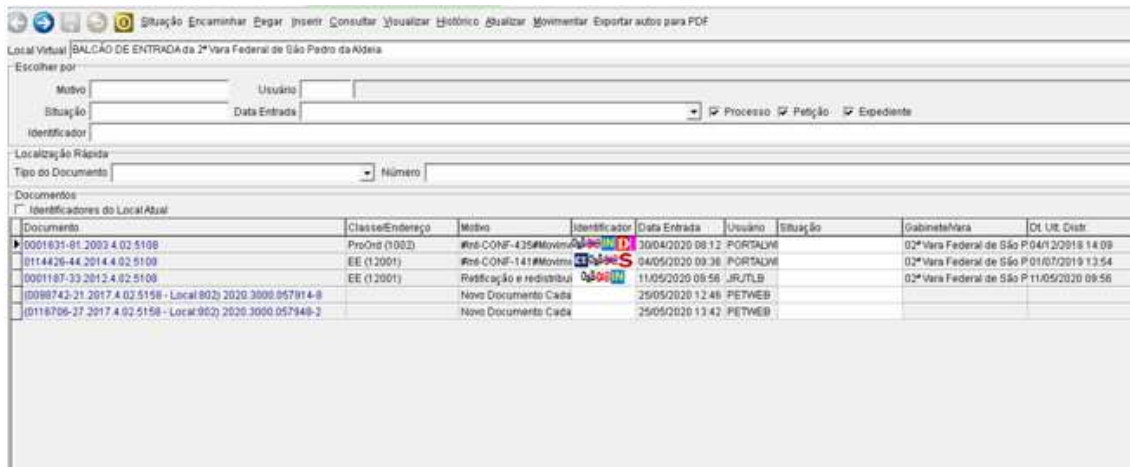 Situação Encaminhar Pegar Inserir Consultar Visualizar Histórico Atualizar Movimentar Exportar autos para PDF
Local Virtual BALCÃO DE ENTRADA da 2ª Vara Federal de São Pedro da Aldeia
Escolher por
Motivo Usuário
Situação Data Entrada Processo Petição Expediente
Identificador
Localização Rápida
Tipo do Documento Número
Documentos
Identificadores do Local Atual
Documento Classe/Endereço Motivo Identificador Data Entrada Usuário Situação Gabinete/Vara Dt. Ult. Distr.
0001631-81.2003.4.02.5108 ProOrd (1002) IN D 30/04/2020 08:12 PORTALWI 02ª Vara Federal de São P 04/12/2019 14:09
0114426-44.2014.4.02.5108 EE (12001) S 04/05/2020 09:36 PORTALWI 02ª Vara Federal de São P 01/07/2019 13:54
0001187-33.2012.4.02.5108 EE (12001) Retificação e redistribui IN 11/05/2020 09:56 JRJTLB 02ª Vara Federal de São P 11/05/2020 09:56
(0098742-21.2017.4.02.5158 - Local:802) 2020.3000.057914-8 Novo Documento Cada 25/05/2020 12:46 PETWEB
(0116706-27.2017.4.02.5158 - Local:902) 2020.3000.057948-2 Novo Documento Cada 25/05/2020 13:42 PETWEB